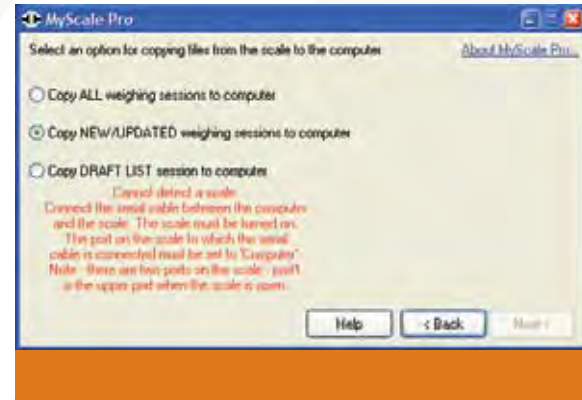 MyScale Pro
Select an option for copying files from the scale to the computer
About MyScale Pro...
Copy ALL weighing sessions to computer
Copy NEW/UPDATED weighing sessions to computer
Copy DRAFT LIST session to computer
Cannot detect a scale
Connect the serial cable between the computer
and the scale. The scale must be turned on.
The port on the scale to which the serial
cable is connected must be set to 'Computer'
Note - there are two ports on the scale - port1
is the upper port when the scale is open.
Help
< Back
Next >